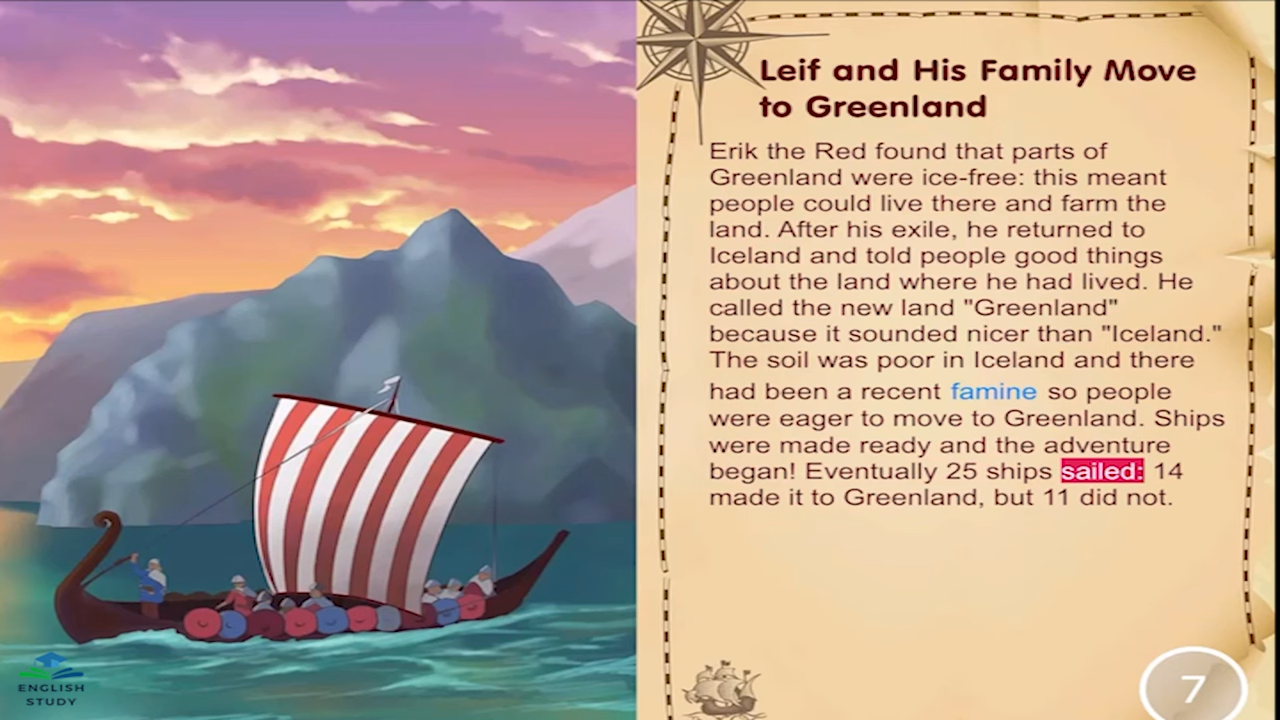 Leif and His Family Move
to Greenland
Erik the Red found that parts of
Greenland were ice-free: this meant
people could live there and farm the
land. After his exile, he returned to
Iceland and told people good things
about the land where he had lived. He
called the new land "Greenland"
because it sounded nicer than "Iceland."
The soil was poor in Iceland and there
had been a recent famine so people
were eager to move to Greenland. Ships
were made ready and the adventure
began! Eventually 25 ships sailed: 14
made it to Greenland, but 11 did not.
ENGLISH
STUDY
7